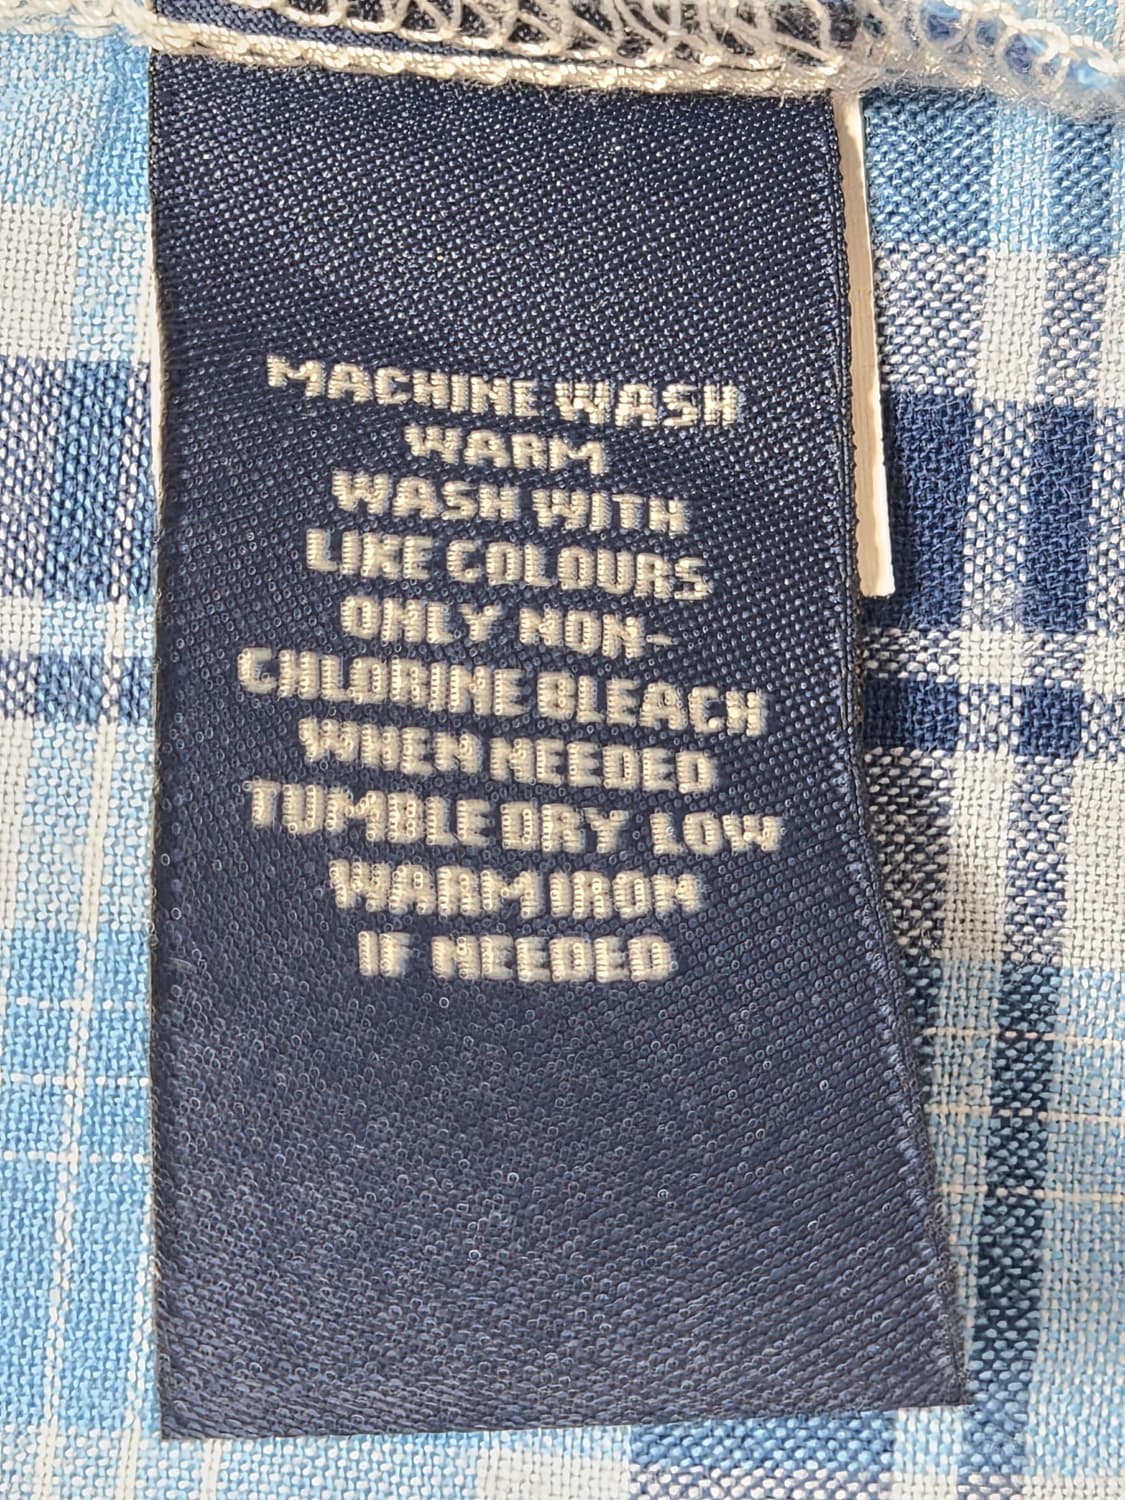 MACHINE WASH
WARM
WASH WITH
LIKE COLOURS
ONLY NON-
CHLORINE BLEACH
WHEN NEEDED
TUMBLE DRY LOW
WARM IRON
IF NEEDED